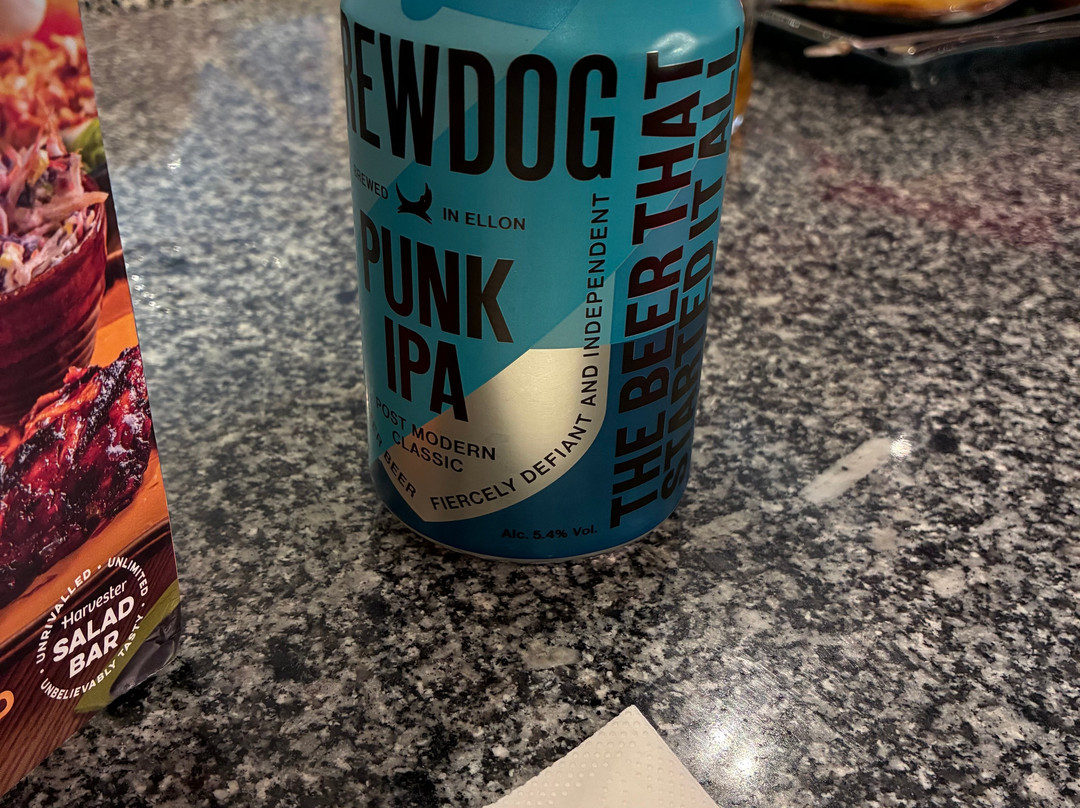 REWDOG
BREWED
IN ELLON
PUNK
IPA
POST MODERN
CLASSIC
BEER
FIERCELY DEFIANT AND INDEPENDENT
Alc. 5.4% Vol.
THE BEER THAT
STARTED IT ALL
UNRIVALLED • UNLIMITED •
Harvester
SALAD
BAR
UNBELIEVABLY TASTY